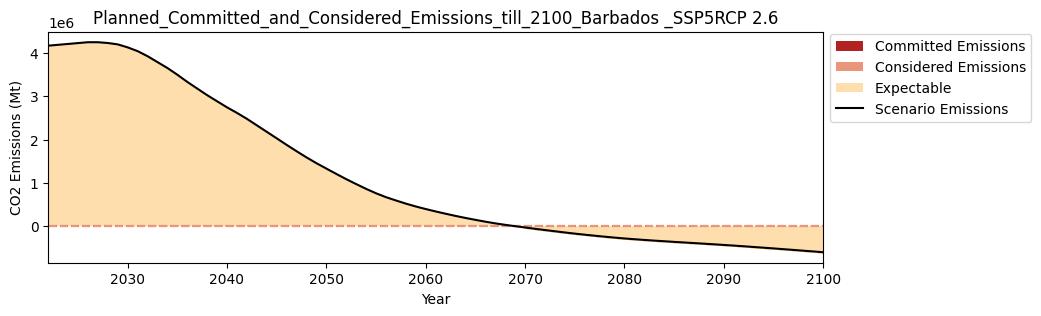 Planned_Committed_and_Considered_Emissions_till_2100_Barbados _SSP5RCP 2.6
1e6
CO2 Emissions (Mt)
4
3
2
1
0
2030 2040 2050 2060 2070 2080 2090 2100
Year
Committed Emissions
Considered Emissions
Expectable
Scenario Emissions